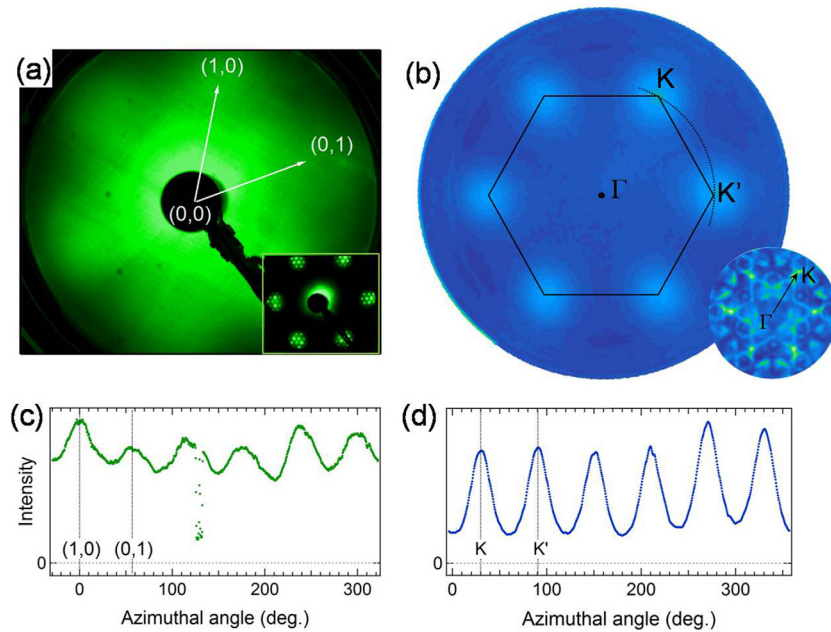 (a)
(1,0)
(0,1)
(0,0)
(b)
K
K'
Γ
K
Γ
(c)
Intensity
0
(1,0)
(0,1)
0
100
200
300
Azimuthal angle (deg.)
(d)
0
K
K'
0
100
200
300
Azimuthal angle (deg.)